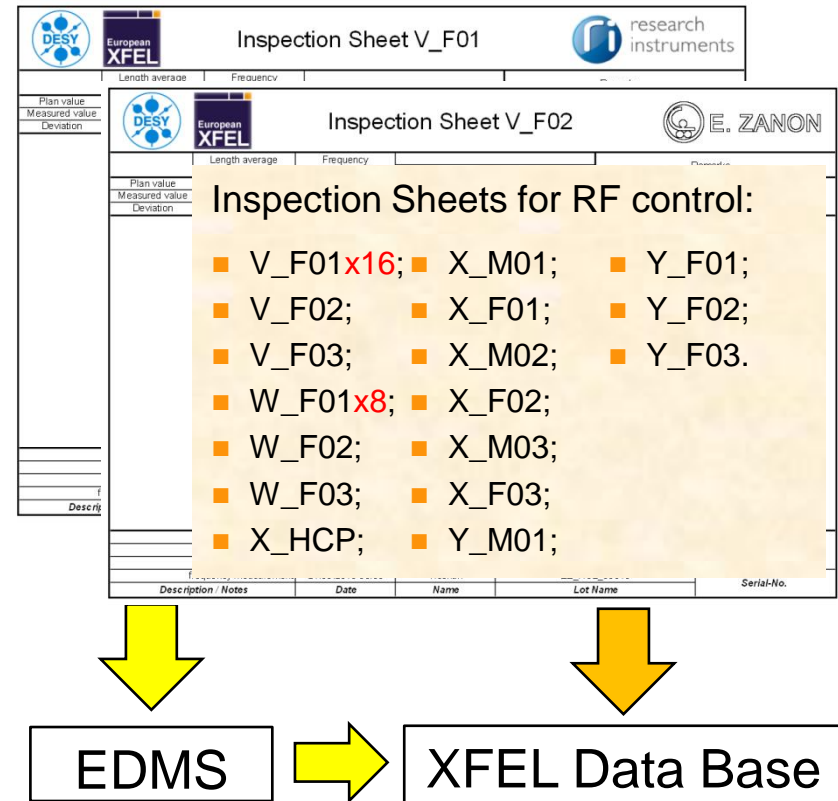 DESY
European
XFEL
Inspection Sheet V_F01
research
instruments
Length average Frequency
Plan value
Measured value
Deviation
DESY
European
XFEL
Inspection Sheet V_F02
E. ZANON
Length average Frequency
Remarks
Plan value
Measured value
Deviation
Inspection Sheets for RF control:
V_F01x16; X_M01; Y_F01;
V_F02; X_F01; Y_F02;
V_F03; X_M02; Y_F03.
W_F01x8; X_F02;
W_F02; X_M03;
W_F03; X_F03;
X_HCP; Y_M01;
Description / Notes Date Name Lot Name Serial-No.
EDMS XFEL Data Base